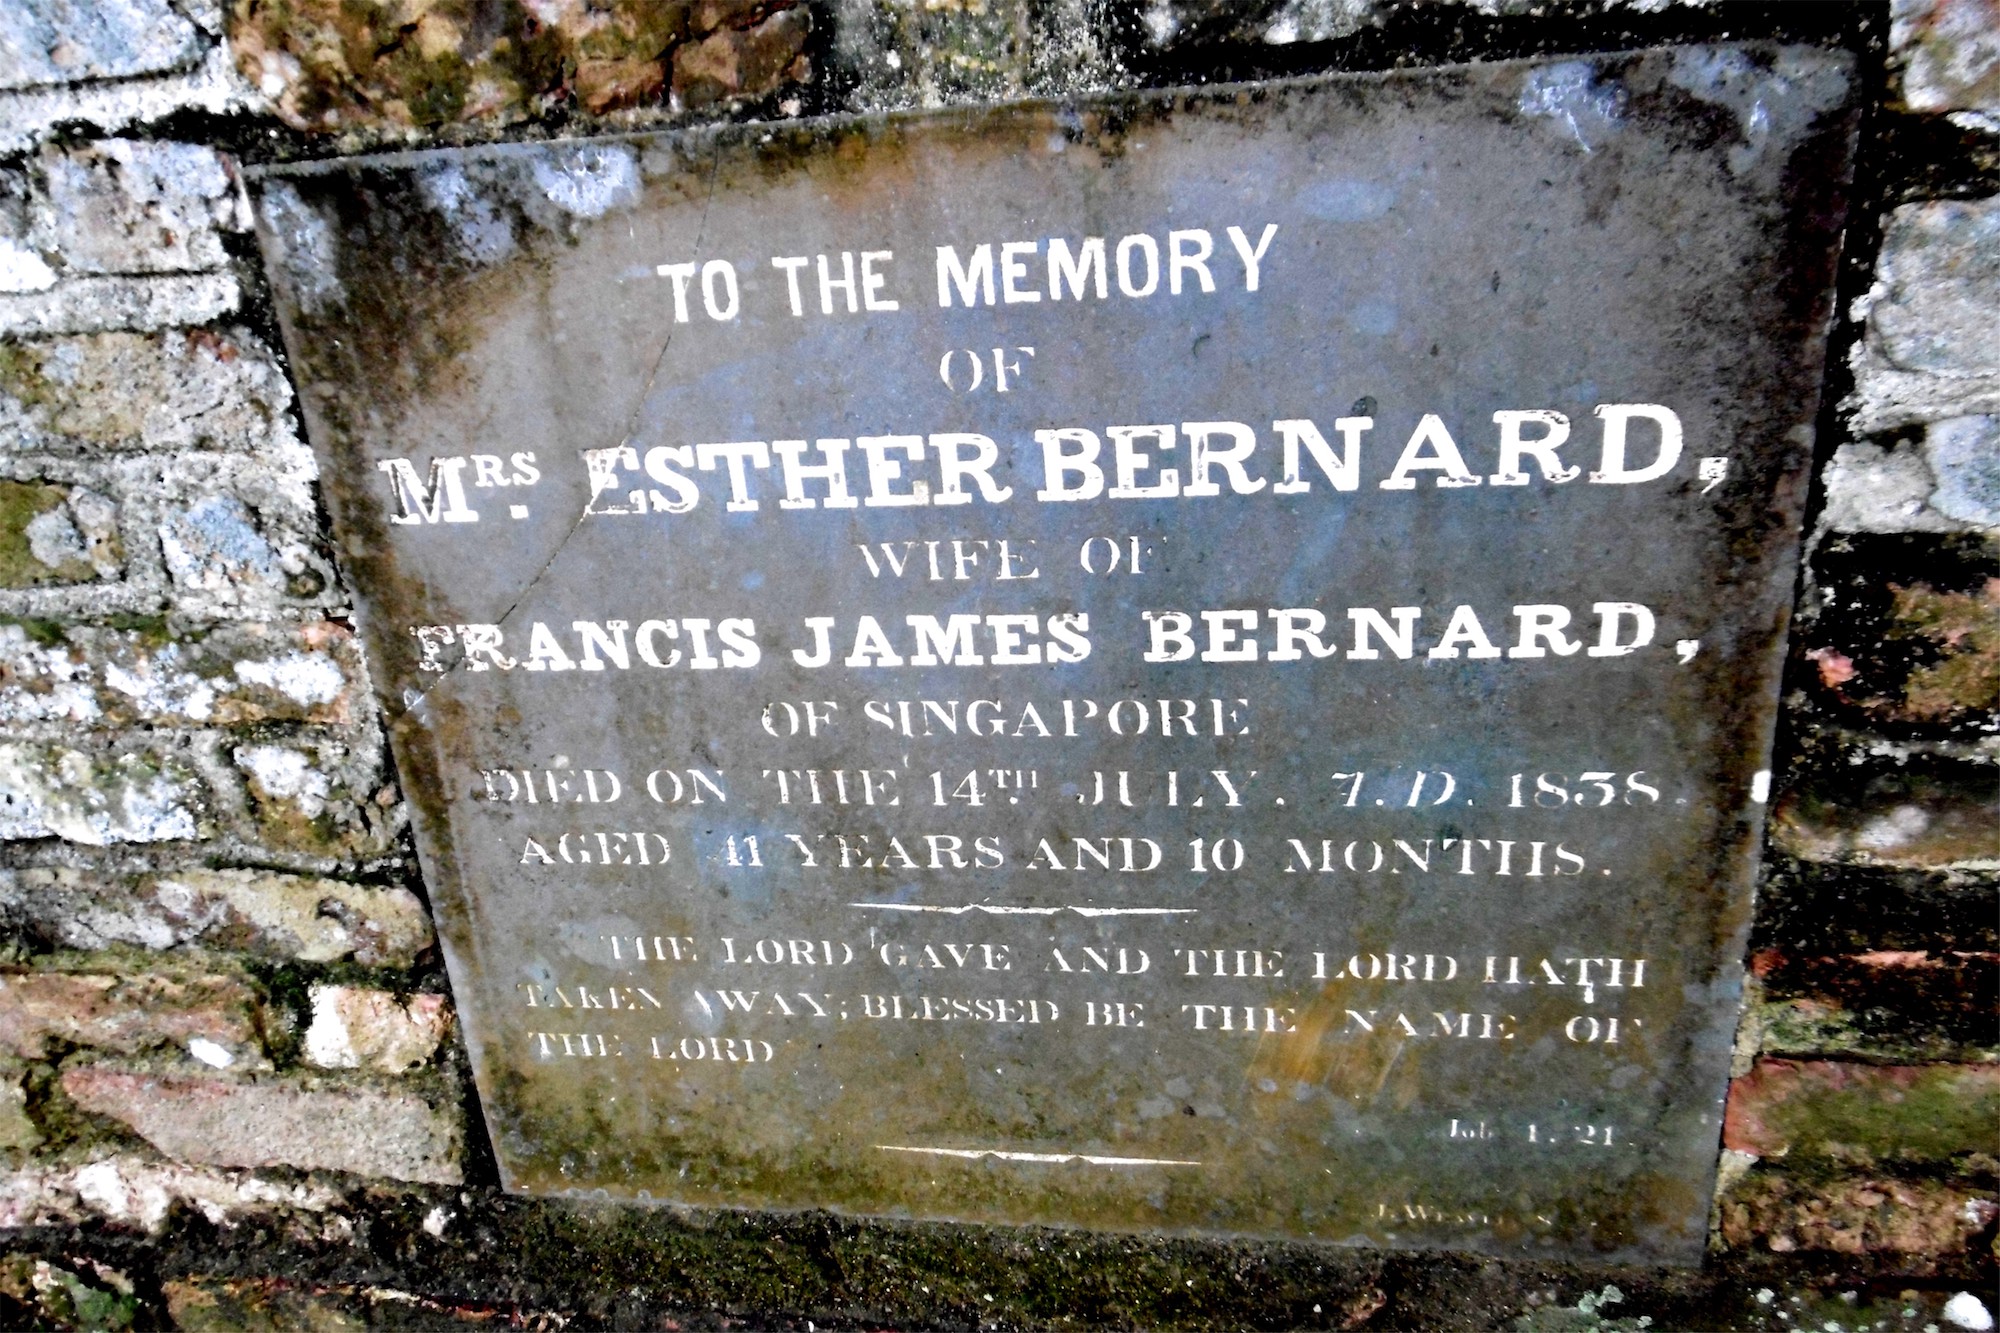 TO THE MEMORY
OF
MRS. ESTHER BERNARD,
WIFE OF
FRANCIS JAMES BERNARD,
OF SINGAPORE
DIED ON THE 14TH JULY. A.D. 1838.
AGED 41 YEARS AND 10 MONTHS.
THE LORD GAVE AND THE LORD HATH
TAKEN AWAY; BLESSED BE THE NAME OF
THE LORD
Job 1. 21.